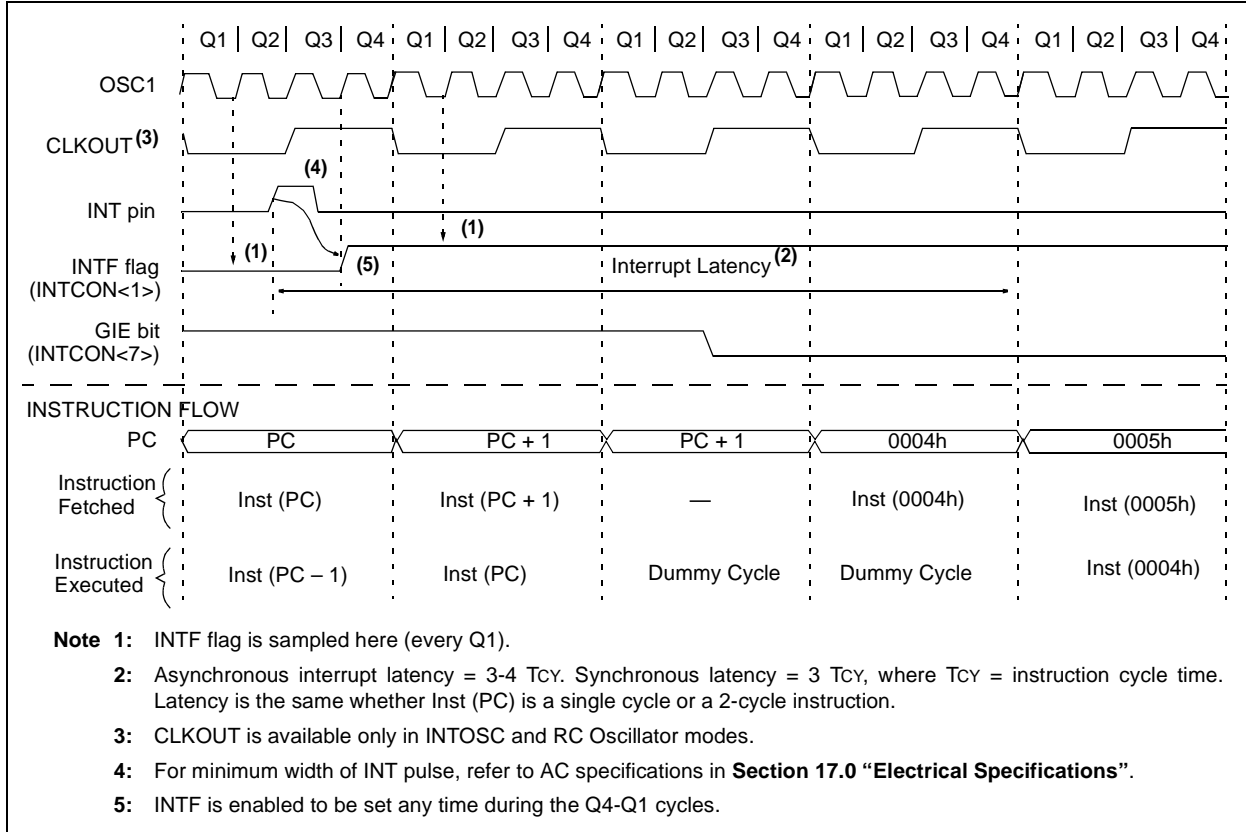 Q1 | Q2 | Q3 | Q4 Q1 | Q2 | Q3 | Q4 Q1 | Q2 | Q3 | Q4 Q1 | Q2 | Q3 | Q4 Q1 | Q2 | Q3 | Q4
OSC1
CLKOUT (3)
(4)
INT pin
(1)
(1)
INTF flag
(INTCON<1>)
(5)
Interrupt Latency (2)
GIE bit
(INTCON<7>)
INSTRUCTION FLOW
PC PC PC + 1 PC + 1 0004h 0005h
Instruction
Fetched
Inst (PC) Inst (PC + 1) — Inst (0004h) Inst (0005h)
Instruction
Executed
Inst (PC – 1) Inst (PC) Dummy Cycle Dummy Cycle Inst (0004h)
Note 1: INTF flag is sampled here (every Q1).
2: Asynchronous interrupt latency = 3-4 TCY. Synchronous latency = 3 TCY, where TCY = instruction cycle time.
Latency is the same whether Inst (PC) is a single cycle or a 2-cycle instruction.
3: CLKOUT is available only in INTOSC and RC Oscillator modes.
4: For minimum width of INT pulse, refer to AC specifications in Section 17.0 “Electrical Specifications”.
5: INTF is enabled to be set any time during the Q4-Q1 cycles.